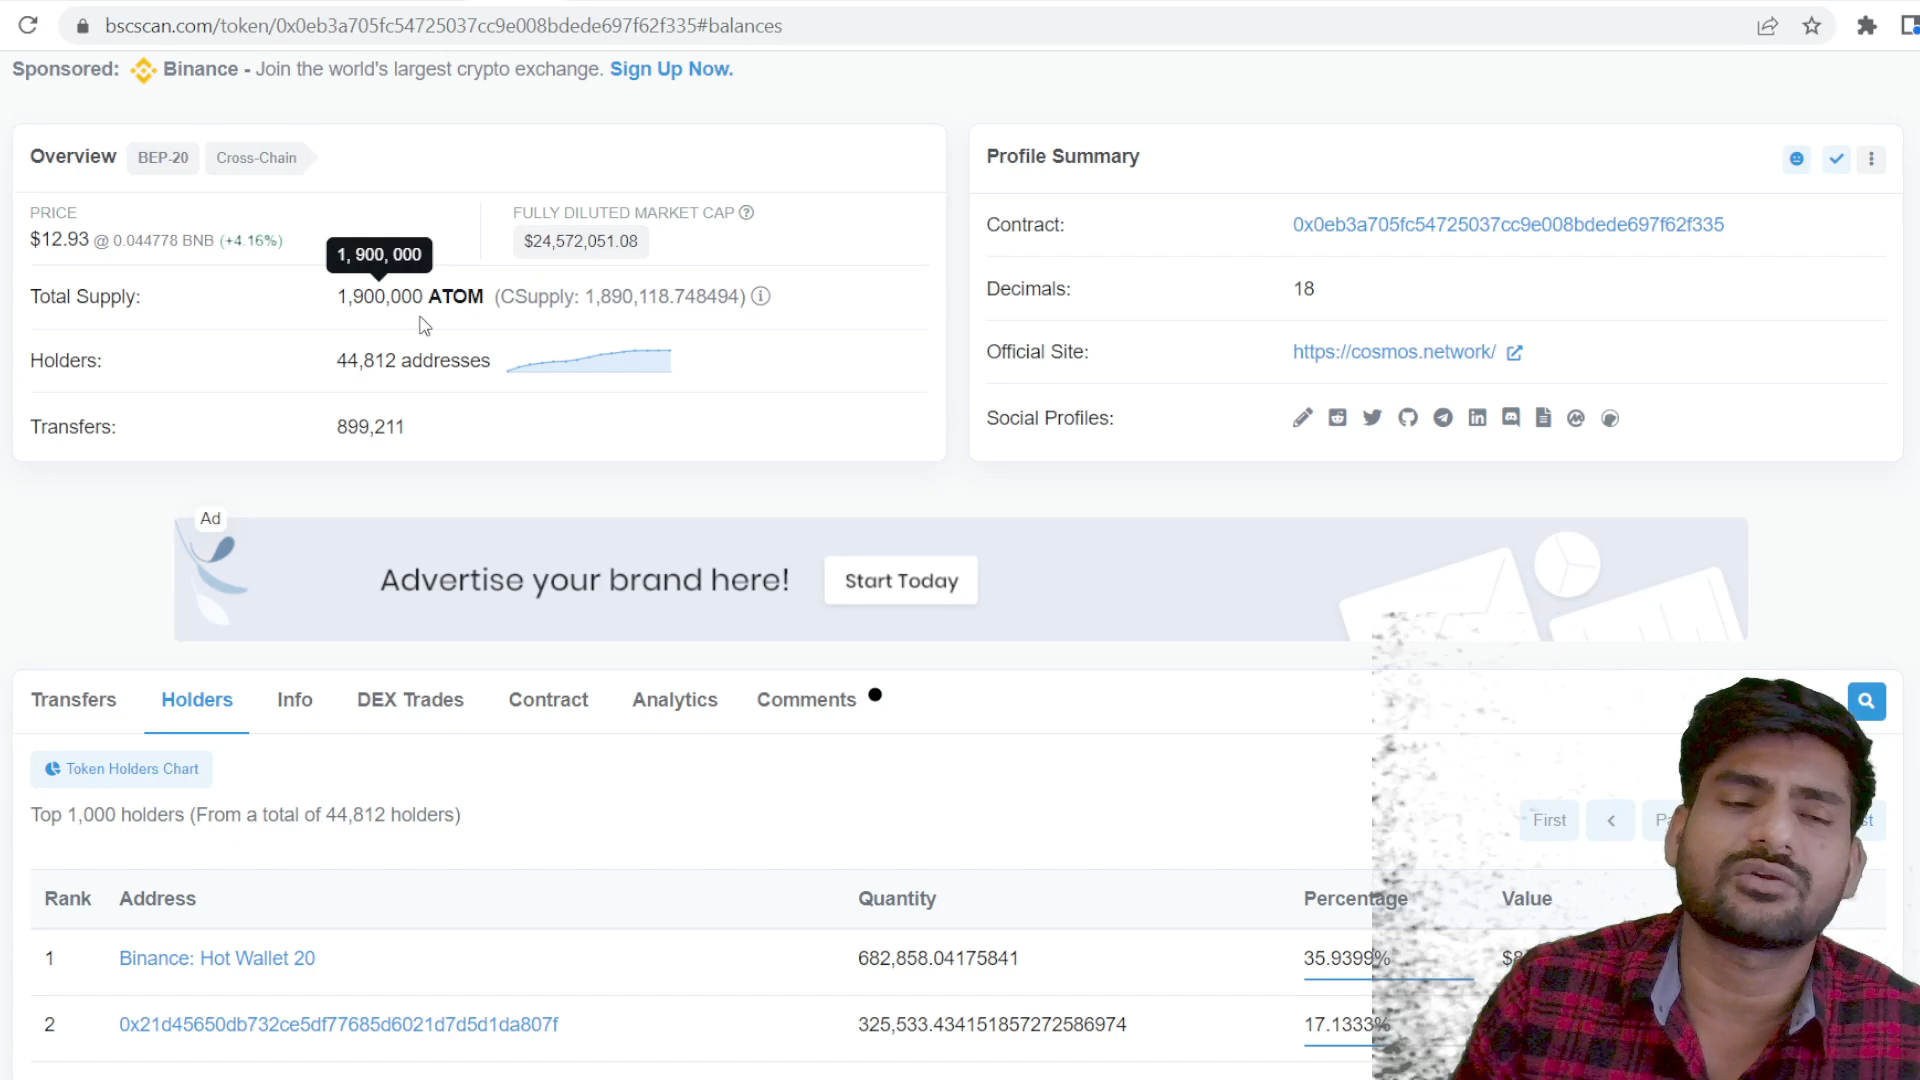 bscscan.com/token/0x0eb3a705fc54725037cc9e008bdede697f62f335#balances
Sponsored: Binance - Join the world's largest crypto exchange. Sign Up Now.
Overview BEP-20 Cross-Chain
PRICE
$12.93 @ 0.044778 BNB (+4.16%)
FULLY DILUTED MARKET CAP
$24,572,051.08
1, 900, 000
Total Supply: 1,900,000 ATOM (CSupply: 1,890,118.748494)
Holders: 44,812 addresses
Transfers: 899,211
Profile Summary
Contract: 0x0eb3a705fc54725037cc9e008bdede697f62f335
Decimals: 18
Official Site: https://cosmos.network/
Social Profiles:
Ad
Advertise your brand here! Start Today
Transfers Holders Info DEX Trades Contract Analytics Comments
Token Holders Chart
Top 1,000 holders (From a total of 44,812 holders)
First
Rank Address Quantity Percentage Value
1 Binance: Hot Wallet 20 682,858.04175841 35.9399%
2 0x21d45650db732ce5df77685d6021d7d5d1da807f 325,533.434151857272586974 17.1333%